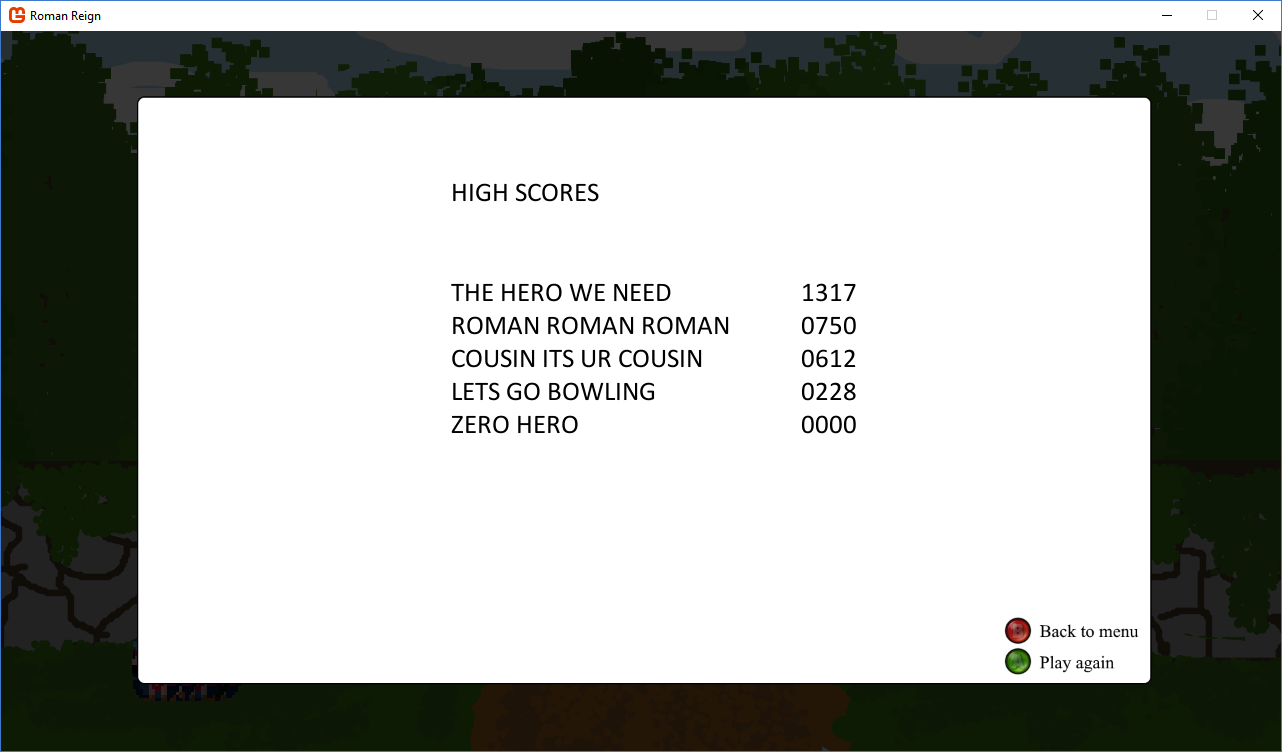 Roman Reign
HIGH SCORES
THE HERO WE NEED 1317
ROMAN ROMAN ROMAN 0750
COUSIN ITS UR COUSIN 0612
LETS GO BOWLING 0228
ZERO HERO 0000
Back to menu
Play again